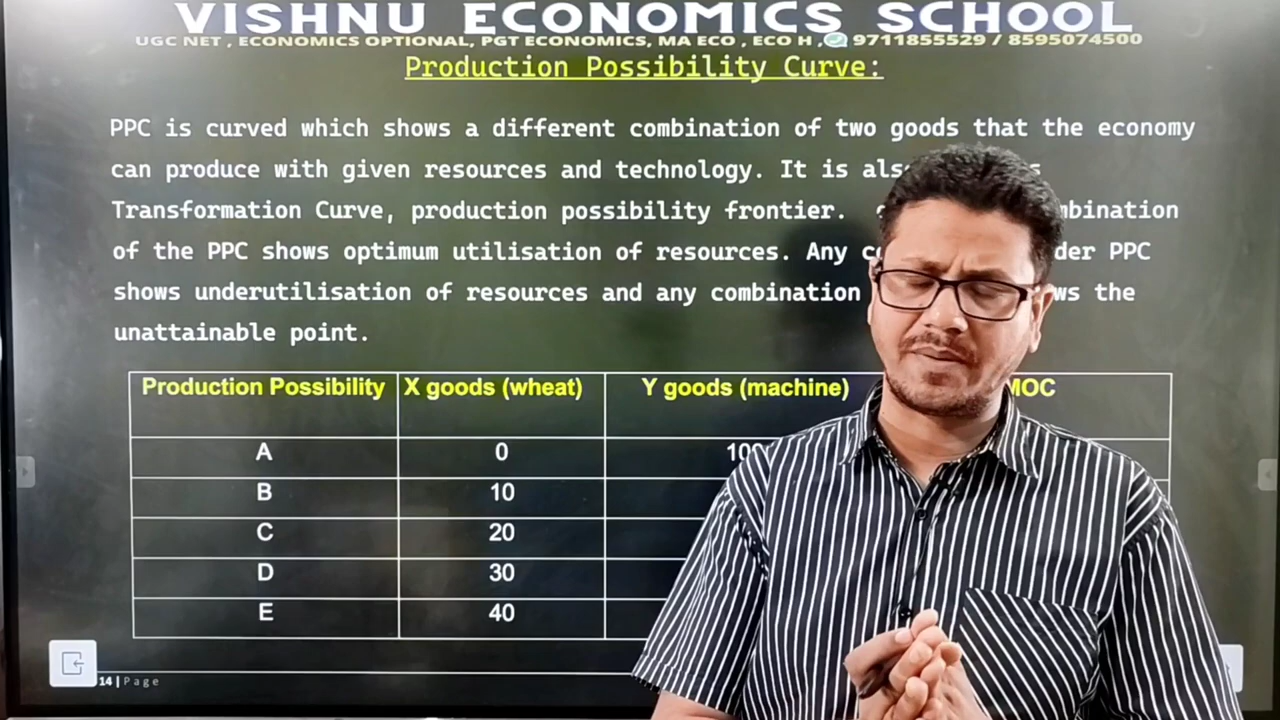 VISHNU ECONOMICS SCHOOL
UGC NET , ECONOMICS OPTIONAL, PGT ECONOMICS, MA ECO , ECO H , 9711855529 / 8595074500
Production Possibility Curve:
PPC is curved which shows a different combination of two goods that the economy
can produce with given resources and technology. It is
Transformation Curve, production possibility frontier.
of the PPC shows optimum utilisation of resources. Any PPC
shows underutilisation of resources and any combination the
unattainable point.
Production Possibility X goods (wheat) Y goods (machine) MOC
A 0
B 10
C 20
D 30
E 40
14 | Page